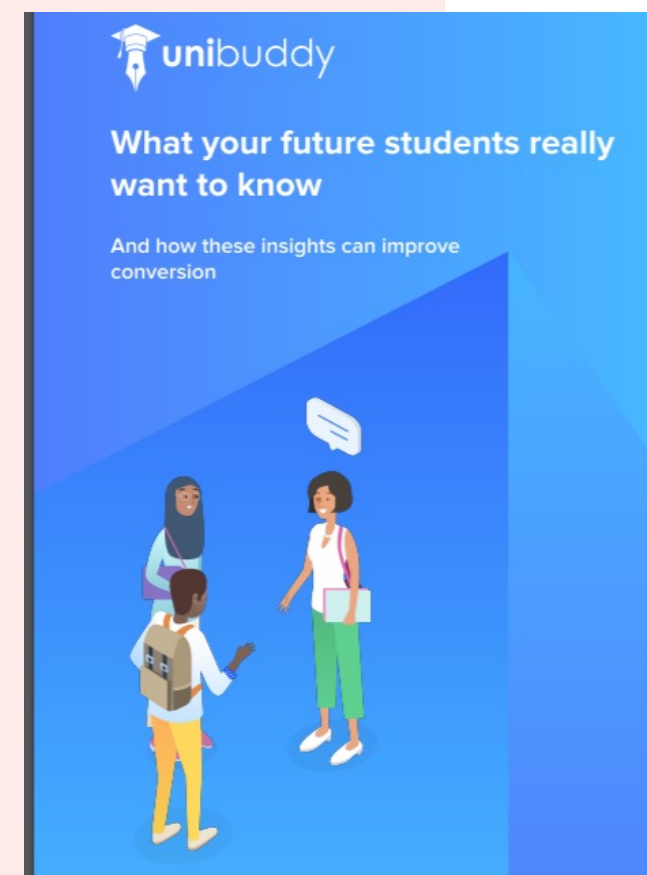 unibuddy
What your future students really
want to know
And how these insights can improve
conversion